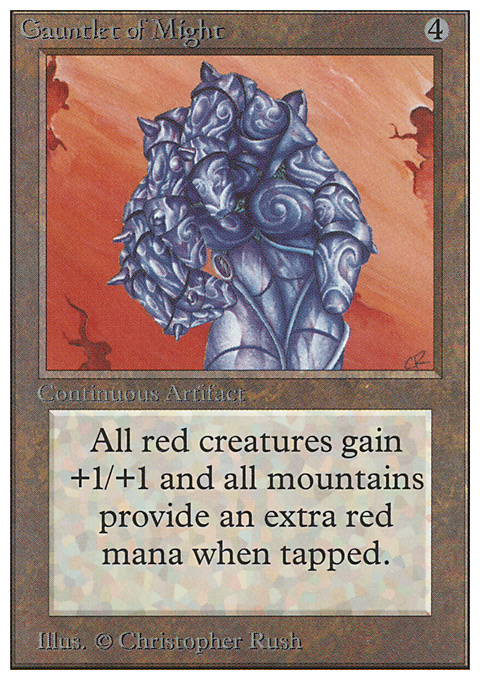 Gauntlet of Might 4
Continuous Artifact
All red creatures gain
+1/+1 and all mountains
provide an extra red
mana when tapped.
Illus. © Christopher Rush